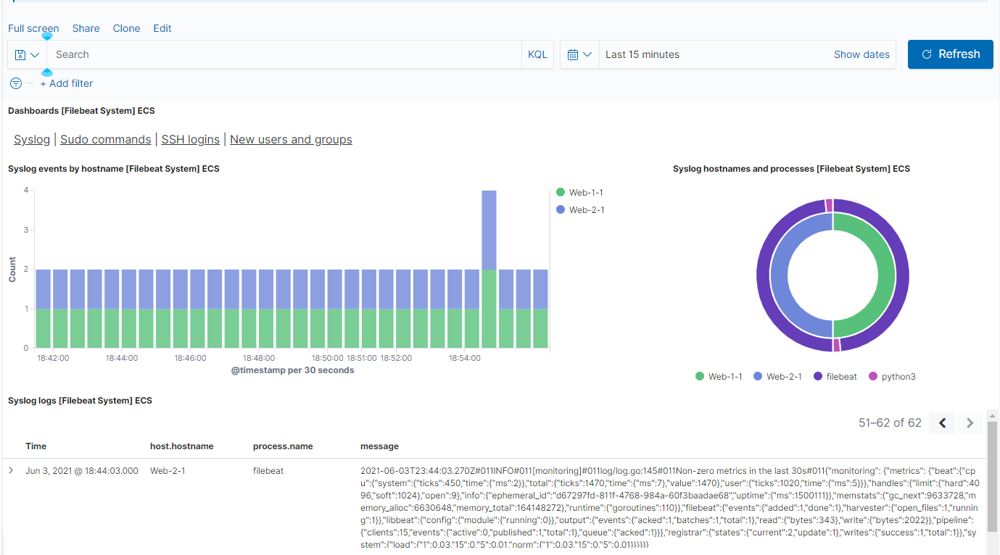 Full screen Share Clone Edit
Search KQL Last 15 minutes Show dates Refresh
+ Add filter
Dashboards [Filebeat System] ECS
Syslog | Sudo commands | SSH logins | New users and groups
Syslog events by hostname [Filebeat System] ECS
4
3
2
1
0
Count
18:42:00 18:44:00 18:46:00 18:48:00 18:50:00 18:51:00 18:52:00 18:54:00
@timestamp per 30 seconds
Web-1-1
Web-2-1
Syslog hostnames and processes [Filebeat System] ECS
Web-1-1 Web-2-1 filebeat python3
Syslog logs [Filebeat System] ECS
51–62 of 62
Time host.hostname process.name message
Jun 3, 2021 @ 18:44:03.000 Web-2-1 filebeat 2021-06-03T23:44:03.270Z#011INFO#011[monitoring]#011log/log.go:145#011Non-zero metrics in the last 30s#011{"monitoring": {"metrics": {"beat":{"cp
u":{"system":{"ticks":450,"time":{"ms":2}},"total":{"ticks":1470,"time":{"ms":7},"value":1470},"user":{"ticks":1020,"time":{"ms":5}}},"handles":{"limit":{"hard":40
96,"soft":1024},"open":9},"info":{"ephemeral_id":"d67297fd-811f-4768-984a-60f3baadae68","uptime":{"ms":1500111}},"memstats":{"gc_next":9633728,"m
emory_alloc":6630648,"memory_total":164148272},"runtime":{"goroutines":110}},"filebeat":{"events":{"added":1,"done":1},"harvester":{"open_files":1,"runni
ng":1}},"libbeat":{"config":{"module":{"running":0}},"output":{"events":{"acked":1,"batches":1,"total":1},"read":{"bytes":343},"write":{"bytes":2022}},"pipeline":
{"clients":15,"events":{"active":0,"published":1,"total":1},"queue":{"acked":1}}},"registrar":{"states":{"current":2,"update":1},"writes":{"success":1,"total":1}},"sy
stem":{"load":{"1":0.03,"15":0,"5":0.01,"norm":{"1":0.03,"15":0,"5":0.01}}}}}}